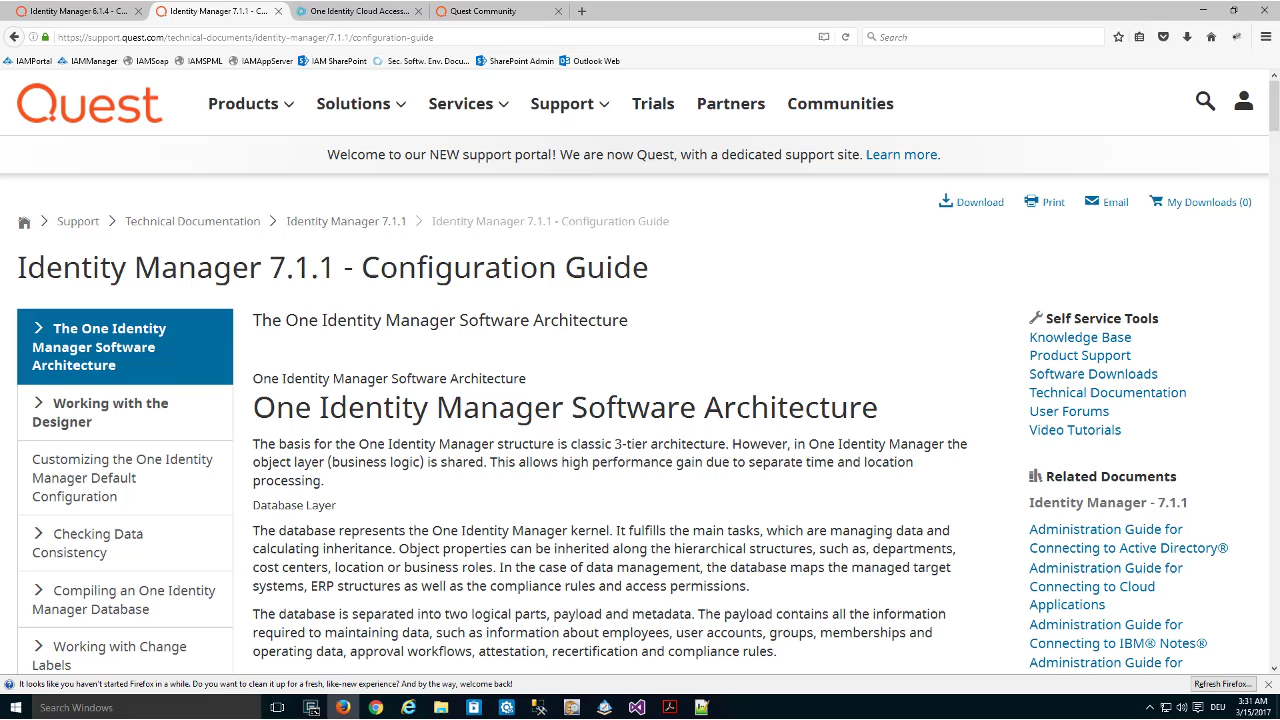 Identity Manager 6.1.4 - C...
Identity Manager 7.1.1 - C...
One Identity Cloud Access...
Quest Community
https://support.quest.com/technical-documents/identity-manager/7.1.1/configuration-guide
Search
IAMPortal
IAMManager
IAMSoap
IAMSPML
IAMAppServer
IAM SharePoint
Sec. Softw. Env. Docu...
SharePoint Admin
Outlook Web
Quest
Products
Solutions
Services
Support
Trials
Partners
Communities
Welcome to our NEW support portal! We are now Quest, with a dedicated support site. Learn more.
Download
Print
Email
My Downloads (0)
Support
Technical Documentation
Identity Manager 7.1.1
Identity Manager 7.1.1 - Configuration Guide
Identity Manager 7.1.1 - Configuration Guide
The One Identity
Manager Software
Architecture
Working with the
Designer
Customizing the One Identity
Manager Default
Configuration
Checking Data
Consistency
Compiling an One Identity
Manager Database
Working with Change
Labels
The One Identity Manager Software Architecture
One Identity Manager Software Architecture
One Identity Manager Software Architecture
The basis for the One Identity Manager structure is classic 3-tier architecture. However, in One Identity Manager the
object layer (business logic) is shared. This allows high performance gain due to separate time and location
processing.
Database Layer
The database represents the One Identity Manager kernel. It fulfills the main tasks, which are managing data and
calculating inheritance. Object properties can be inherited along the hierarchical structures, such as, departments,
cost centers, location or business roles. In the case of data management, the database maps the managed target
systems, ERP structures as well as the compliance rules and access permissions.
The database is separated into two logical parts, payload and metadata. The payload contains all the information
required to maintaining data, such as information about employees, user accounts, groups, memberships and
operating data, approval workflows, attestation, recertification and compliance rules.
Self Service Tools
Knowledge Base
Product Support
Software Downloads
Technical Documentation
User Forums
Video Tutorials
Related Documents
Identity Manager - 7.1.1
Administration Guide for
Connecting to Active Directory®
Administration Guide for
Connecting to Cloud
Applications
Administration Guide for
Connecting to IBM® Notes®
Administration Guide for
It looks like you haven't started Firefox in a while. Do you want to clean it up for a fresh, like-new experience? And by the way, welcome back!
Refresh Firefox...
Search Windows
DEU
3:31 AM
3/15/2017